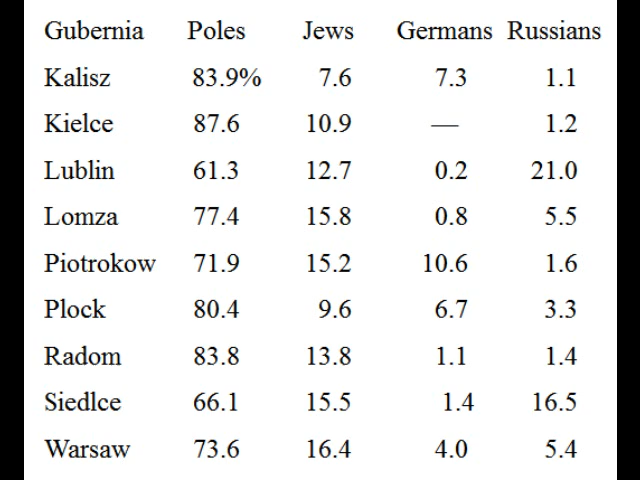 Gubernia Poles Jews Germans Russians
Kalisz 83.9% 7.6 7.3 1.1
Kielce 87.6 10.9 — 1.2
Lublin 61.3 12.7 0.2 21.0
Lomza 77.4 15.8 0.8 5.5
Piotrokow 71.9 15.2 10.6 1.6
Plock 80.4 9.6 6.7 3.3
Radom 83.8 13.8 1.1 1.4
Siedlce 66.1 15.5 1.4 16.5
Warsaw 73.6 16.4 4.0 5.4